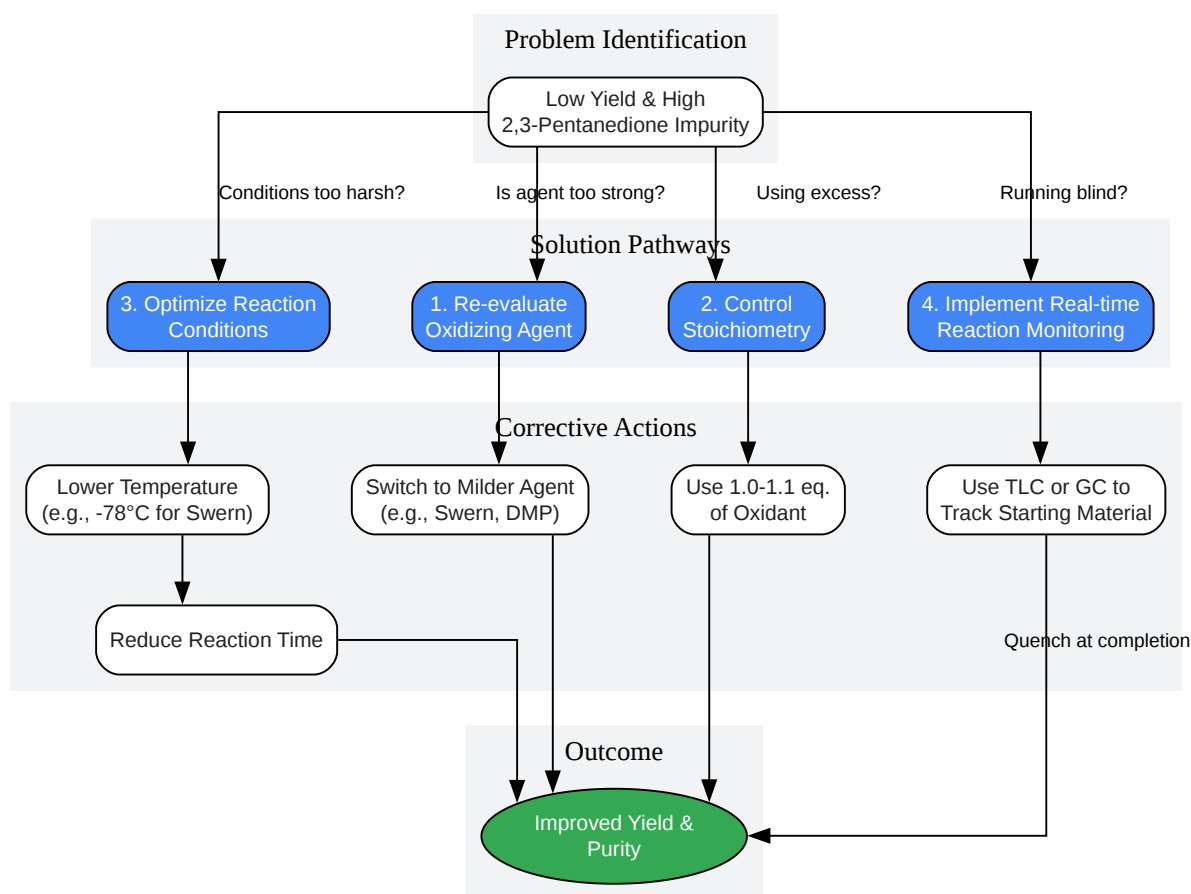 Problem Identification
Low Yield & High
2,3-Pentanedione Impurity
Conditions too harsh?
Is agent too strong?
Using excess?
Running blind?
Solution Pathways
3. Optimize Reaction
Conditions
1. Re-evaluate
Oxidizing Agent
2. Control
Stoichiometry
4. Implement Real-time
Reaction Monitoring
Corrective Actions
Lower Temperature
(e.g., -78°C for Swern)
Switch to Milder Agent
(e.g., Swern, DMP)
Use 1.0-1.1 eq.
of Oxidant
Use TLC or GC to
Track Starting Material
Reduce Reaction Time
Quench at completion
Outcome
Improved Yield &
Purity